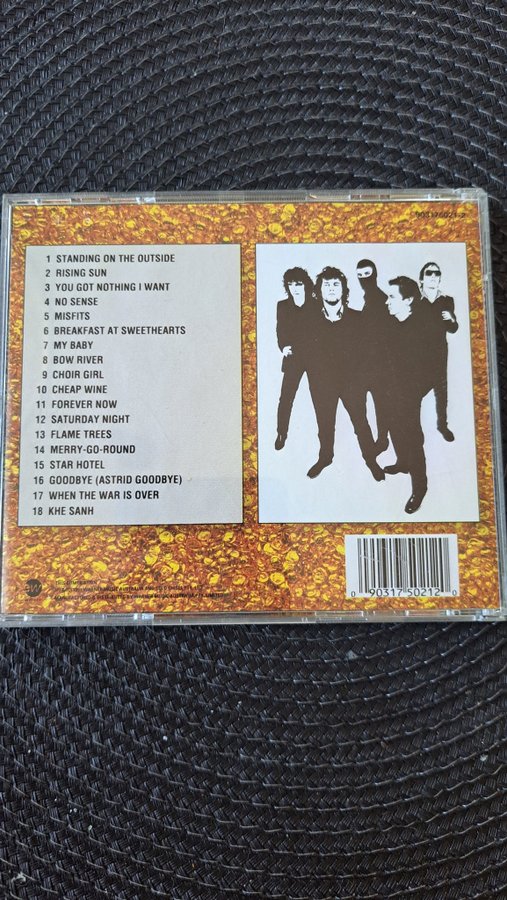 903175021-2
1 STANDING ON THE OUTSIDE
2 RISING SUN
3 YOU GOT NOTHING I WANT
4 NO SENSE
5 MISFITS
6 BREAKFAST AT SWEETHEARTS
7 MY BABY
8 BOW RIVER
9 CHOIR GIRL
10 CHEAP WINE
11 FOREVER NOW
12 SATURDAY NIGHT
13 FLAME TREES
14 MERRY-GO-ROUND
15 STAR HOTEL
16 GOODBYE (ASTRID GOODBYE)
17 WHEN THE WAR IS OVER
18 KHE SANH
0 90317 50212 0